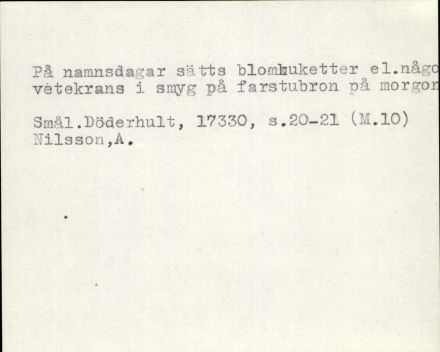 På namnsdagar sätts blombuketter el.någo
vetekrans i smyg på farstubron på morgon
Smål.Döderhult, 17330, s.20-21 (M.10)
Nilsson,A.